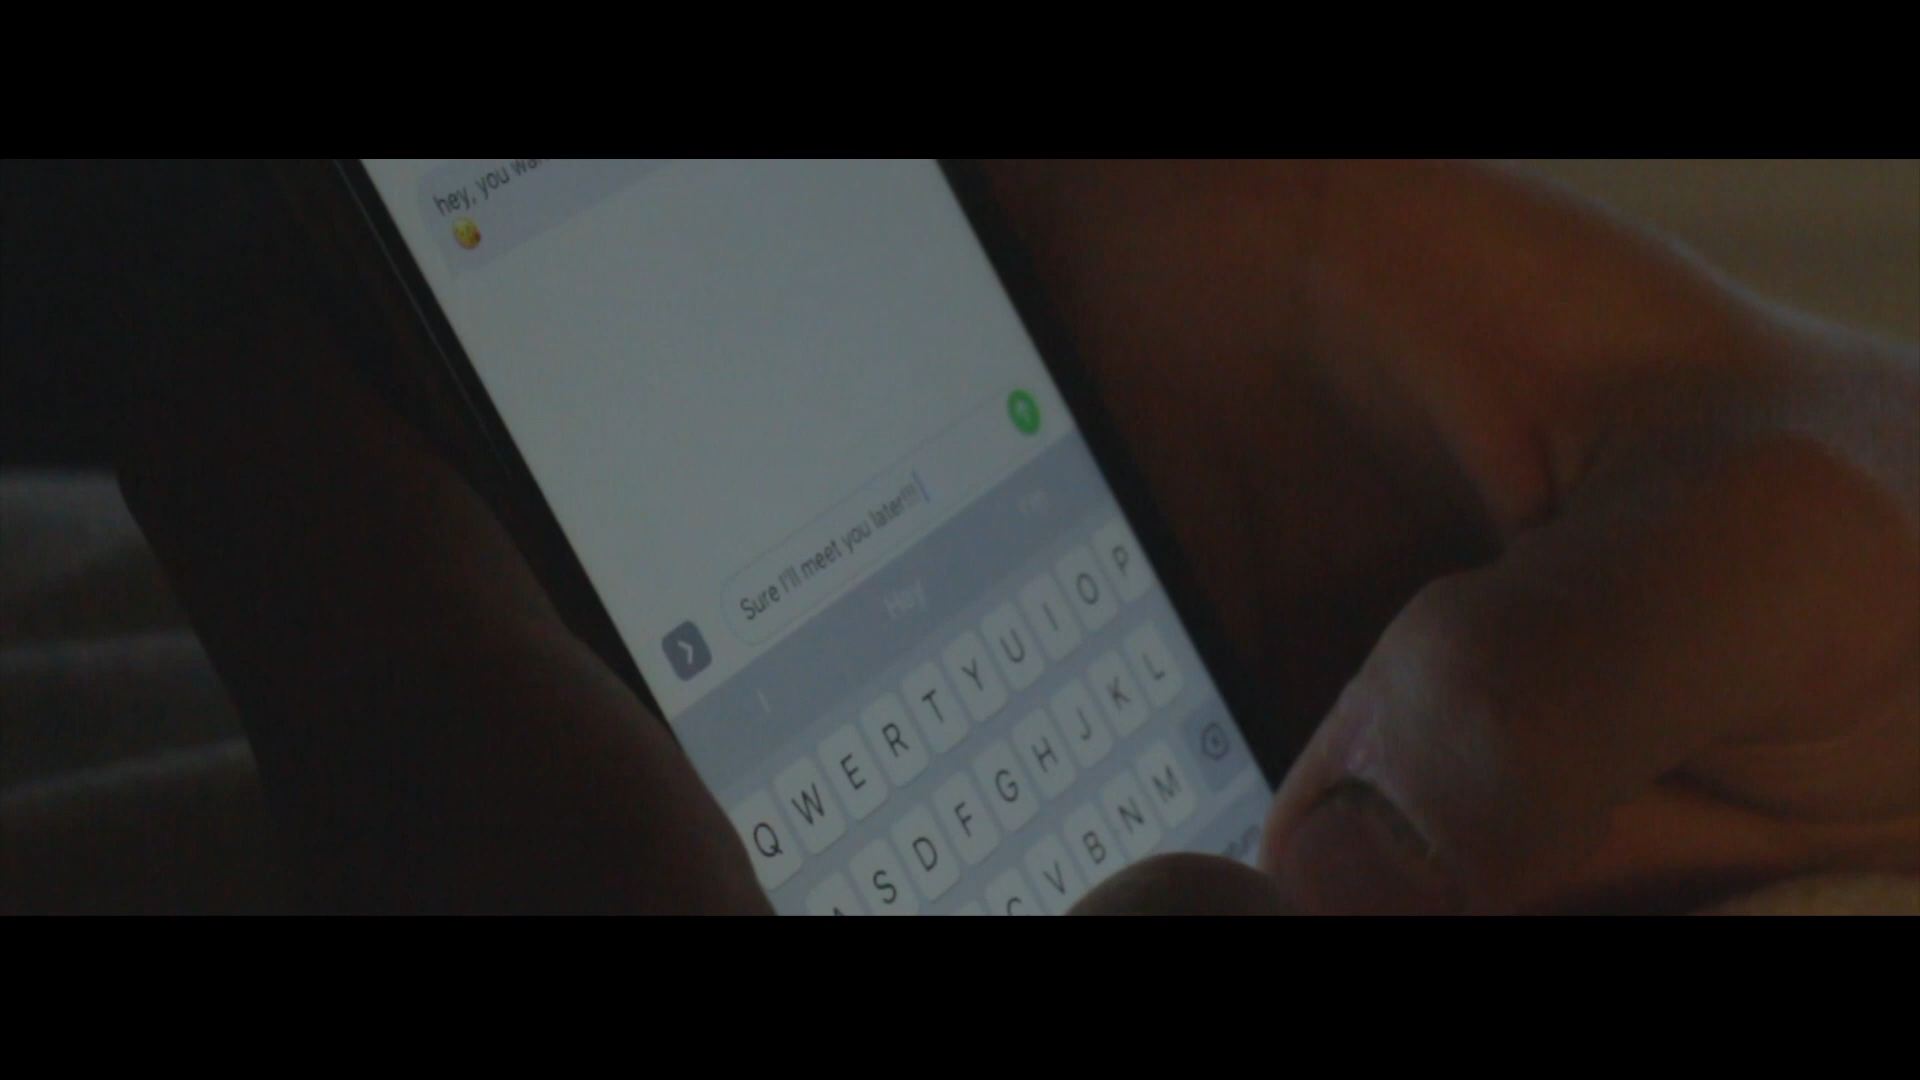 hey, you
😘
Sure I'll meet you later!!!
I
Hey
I'm
Q W E R T Y U I O P
A S D F G H J K L
C V B N M